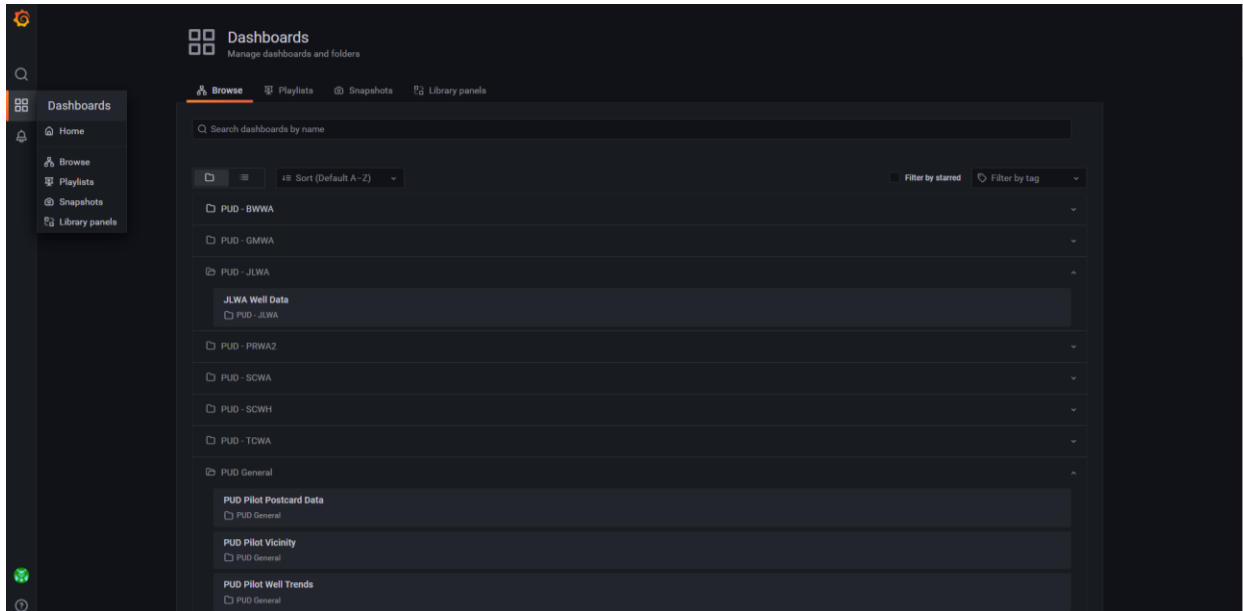 Dashboards
Manage dashboards and folders
Browse Playlists Snapshots Library panels
Dashboards
Home
Browse
Playlists
Snapshots
Library panels
Search dashboards by name
Sort (Default A–Z)
Filter by starred Filter by tag
PUD - BWWA
PUD - GMWA
PUD - JLWA
JLWA Well Data
PUD - JLWA
PUD - PRWA2
PUD - SCWA
PUD - SCWH
PUD - TCWA
PUD General
PUD Pilot Postcard Data
PUD General
PUD Pilot Vicinity
PUD General
PUD Pilot Well Trends
PUD General